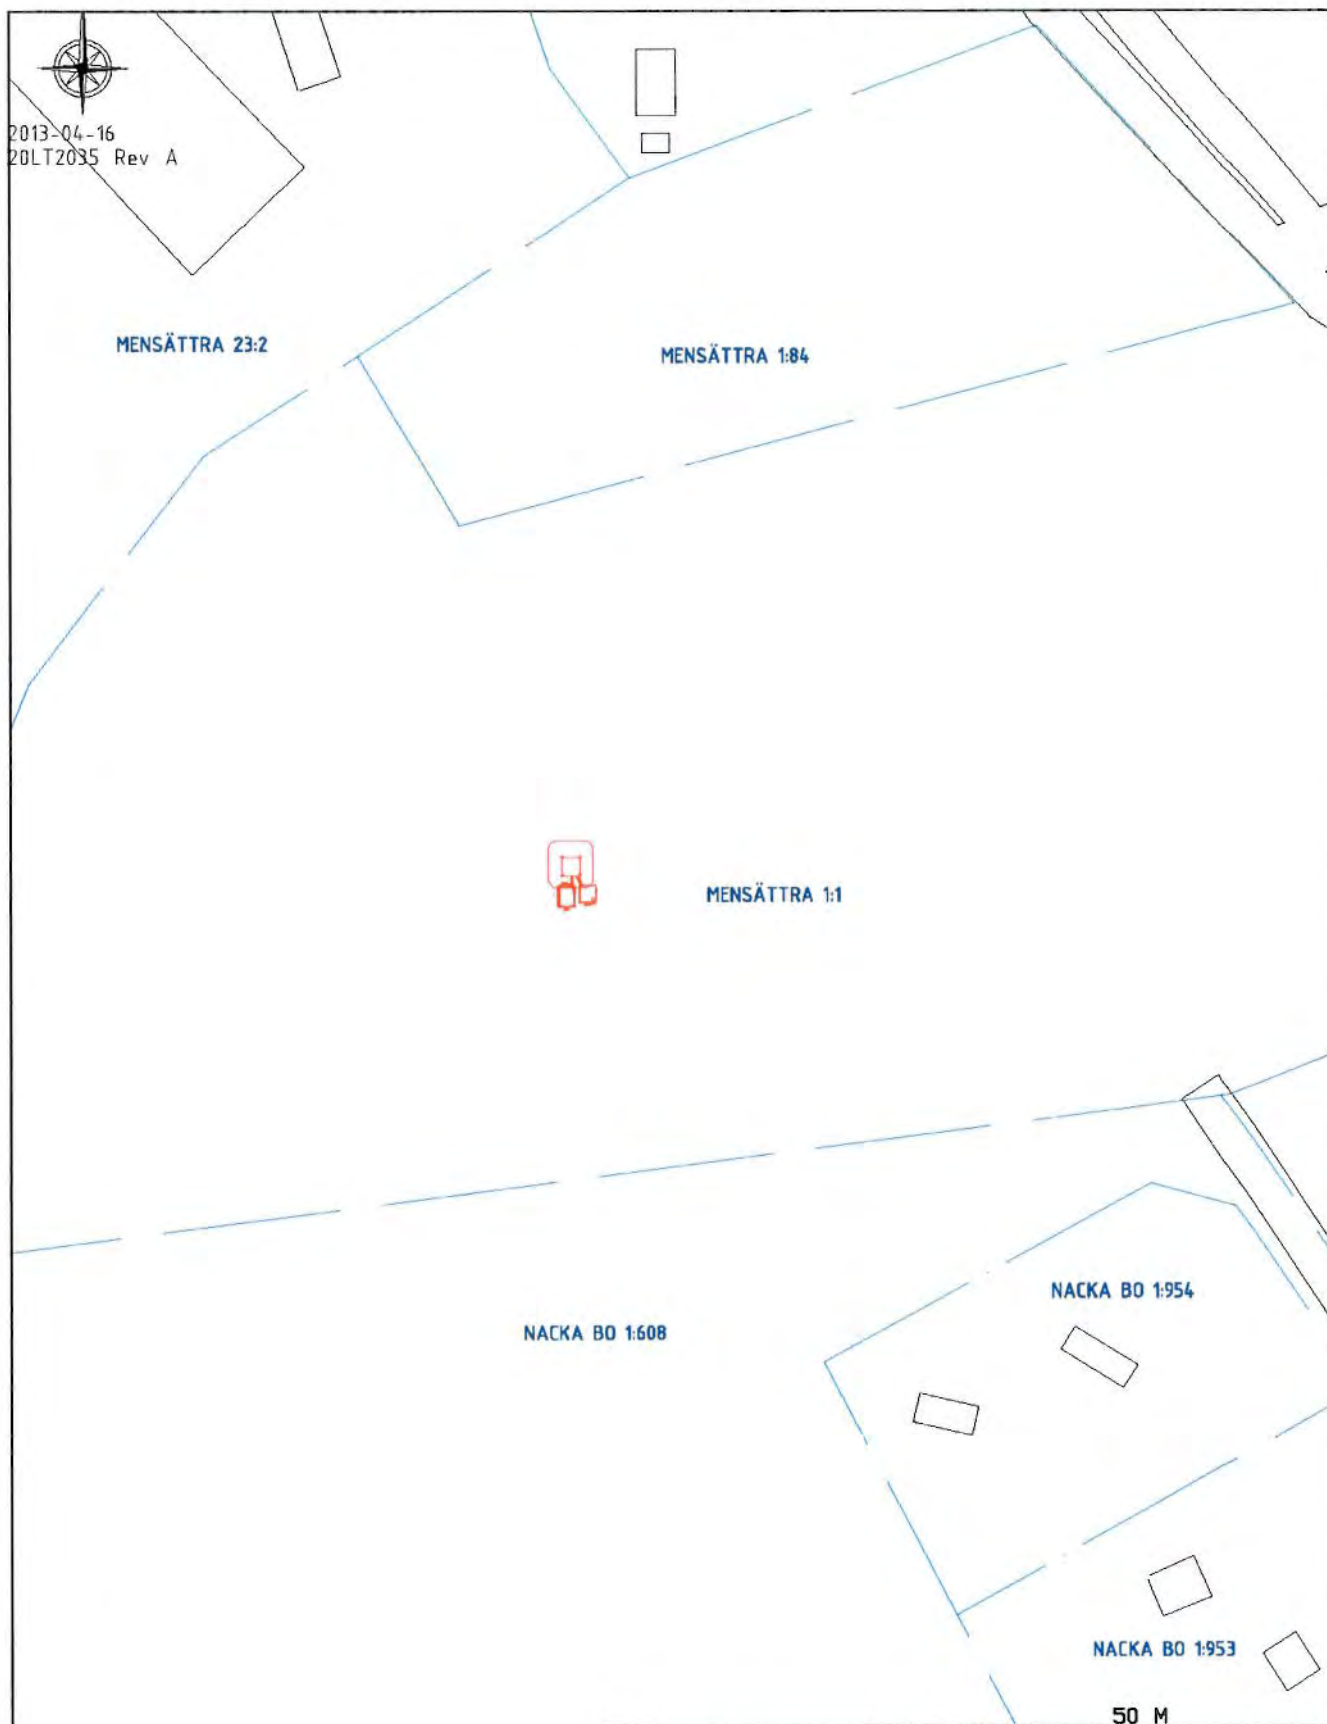 2013-04-16
20LT2035 Rev A
MENSÄTTRA 23:2
MENSÄTTRA 1:84
MENSÄTTRA 1:1
NACKA BO 1:954
NACKA BO 1:608
NACKA BO 1:953
50 M